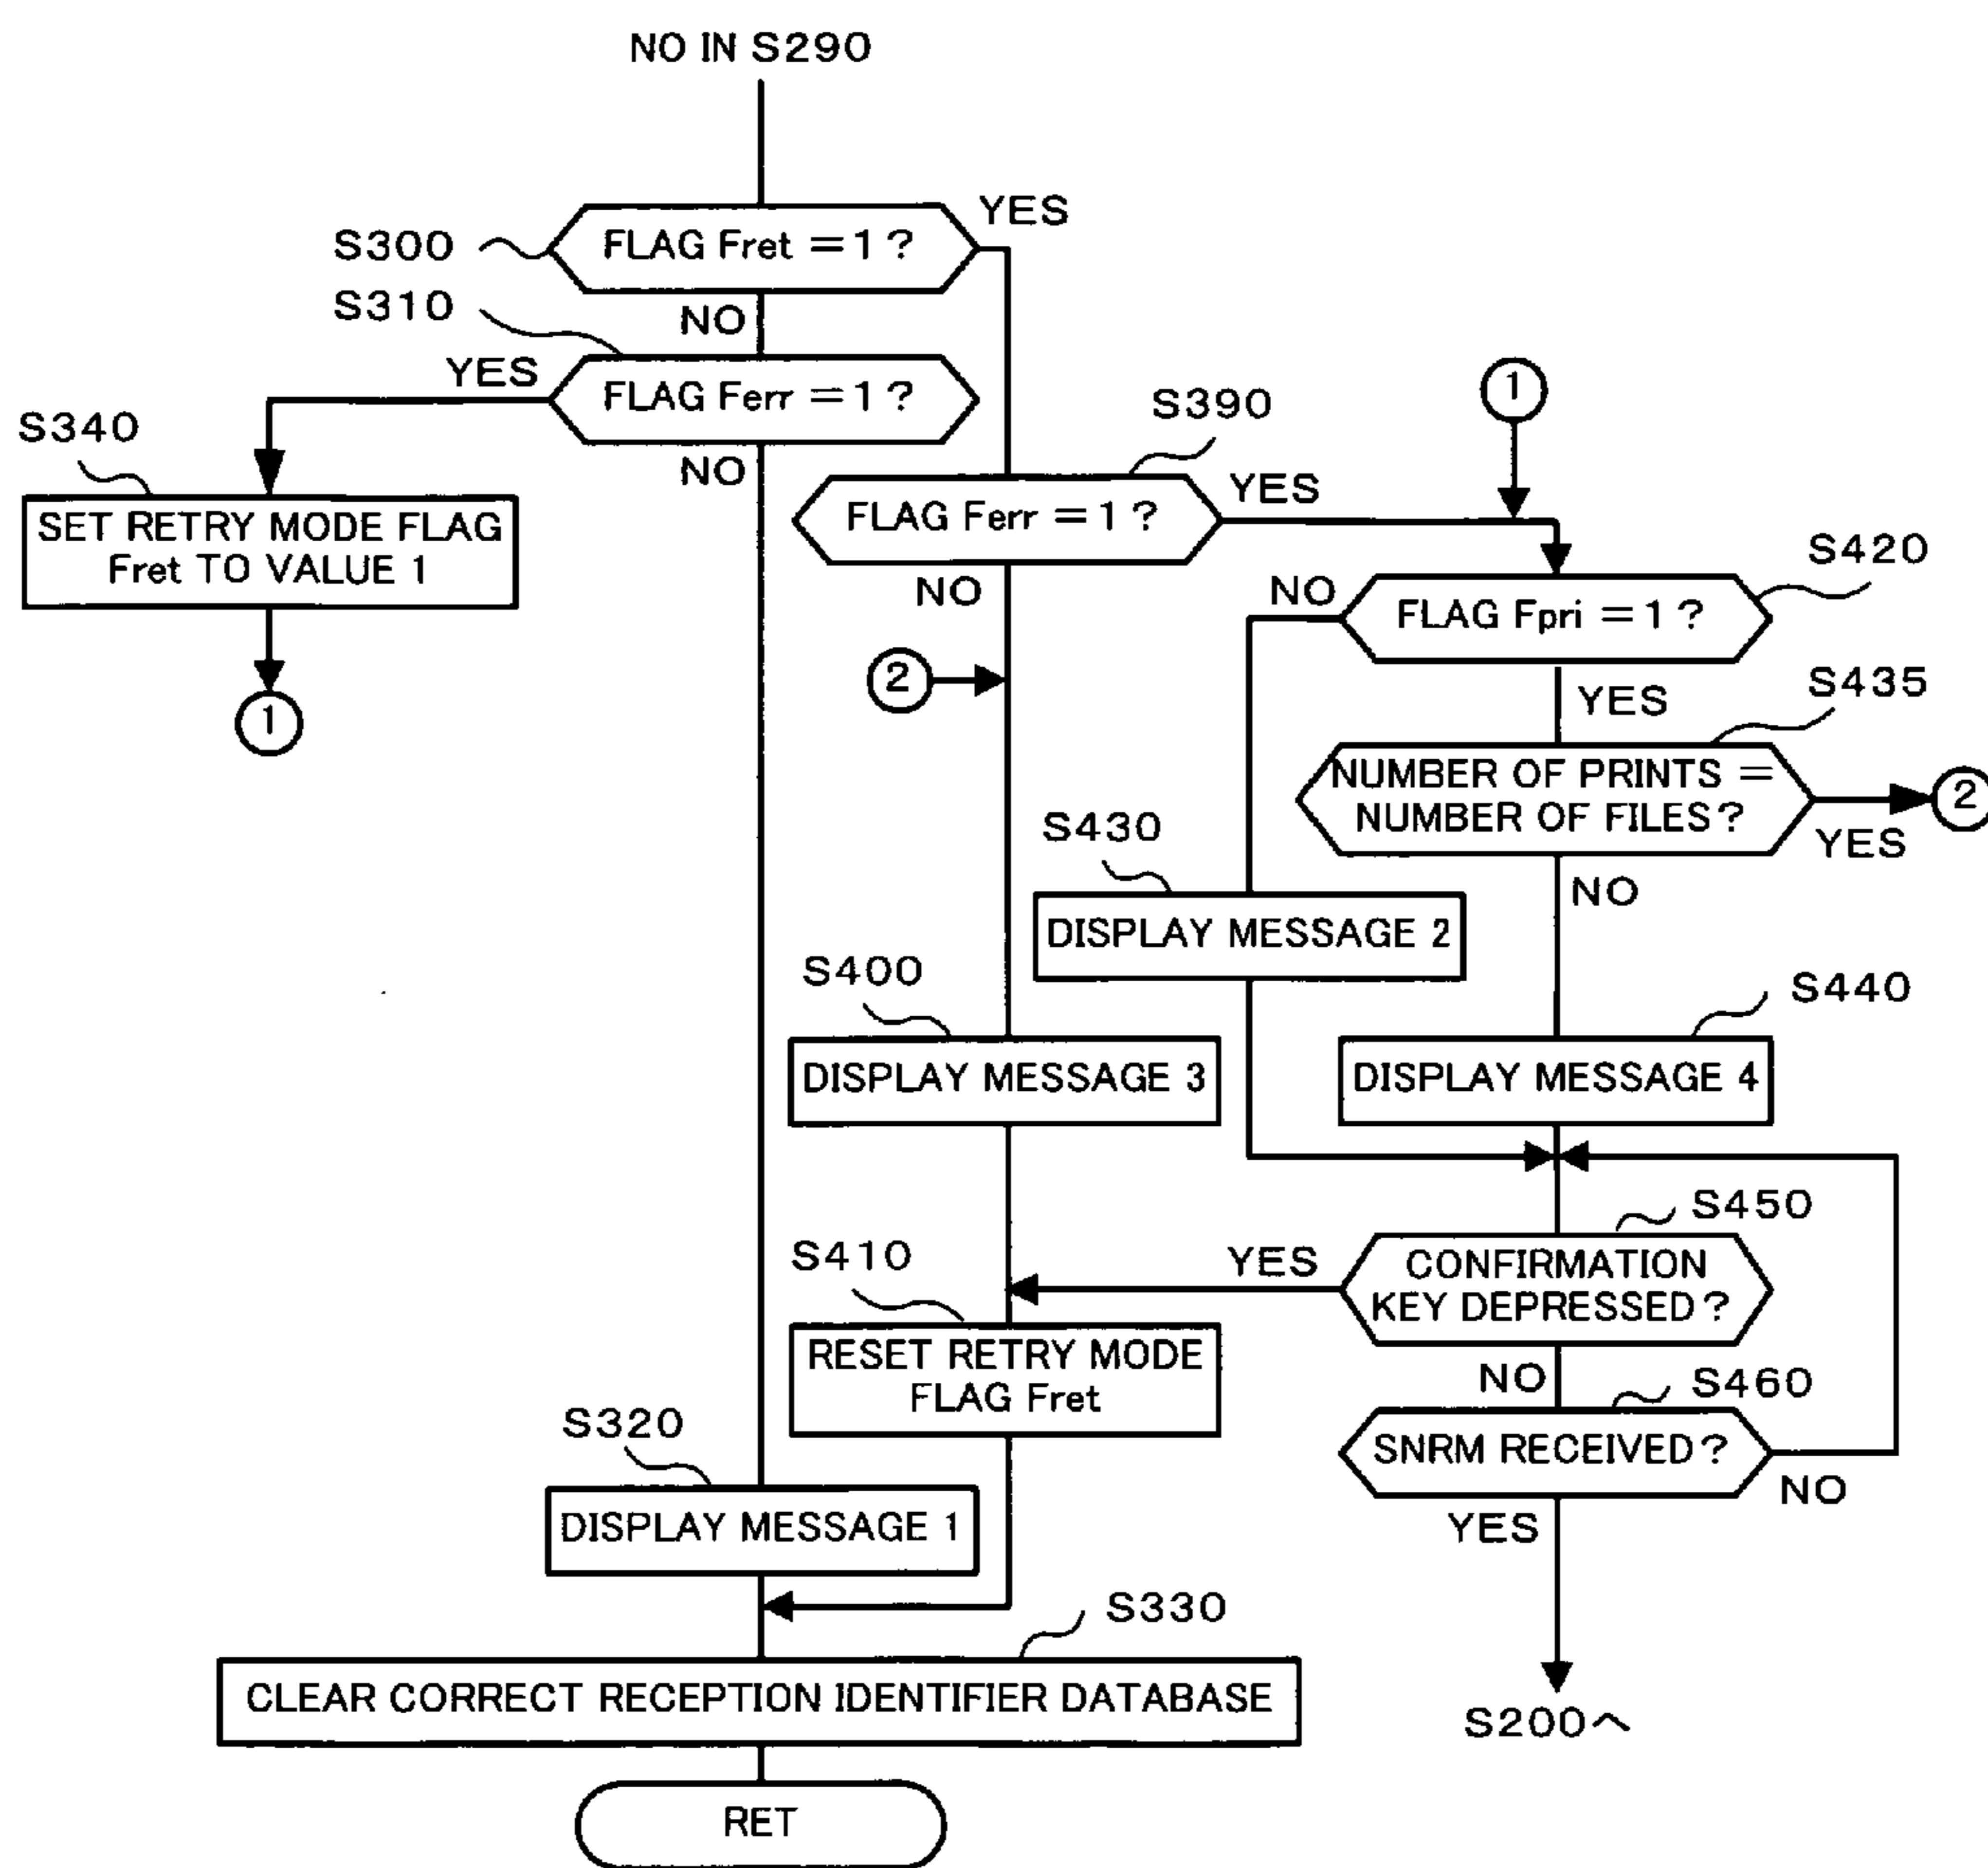 NO IN S290
YES
S300
FLAG Fret = 1 ?
S310
NO
YES
FLAG Ferr = 1 ?
1
S390
S340
NO
YES
SET RETRY MODE FLAG
Fret TO VALUE 1
FLAG Ferr = 1 ?
S420
NO
NO
FLAG Fpri = 1 ?
2
S435
1
YES
NUMBER OF PRINTS =
NUMBER OF FILES?
2
S430
YES
NO
DISPLAY MESSAGE 2
S400
S440
DISPLAY MESSAGE 3
DISPLAY MESSAGE 4
S450
S410
YES
CONFIRMATION
KEY DEPRESSED?
RESET RETRY MODE
FLAG Fret
NO
S460
S320
SNRM RECEIVED?
NO
DISPLAY MESSAGE 1
YES
S330
CLEAR CORRECT RECEPTION IDENTIFIER DATABASE
S200へ
RET